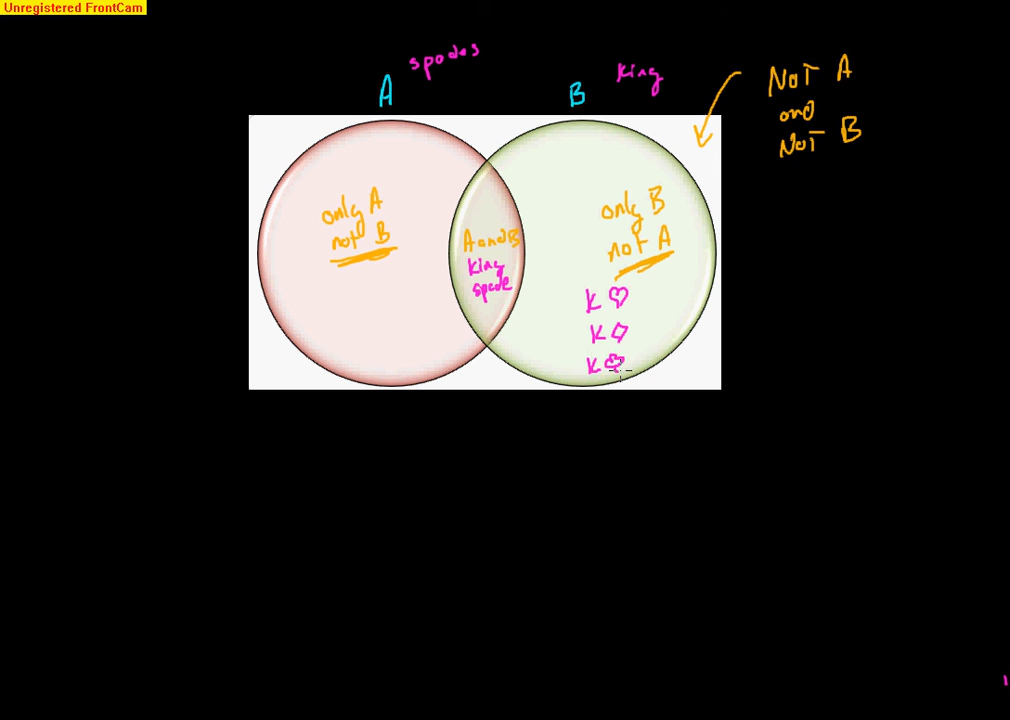 Unregistered FrontCam
A spades
B King
NOT A
and
NOT B
only A
not B
A and B
King
spade
only B
not A
K ♡
K ◇
K ♧